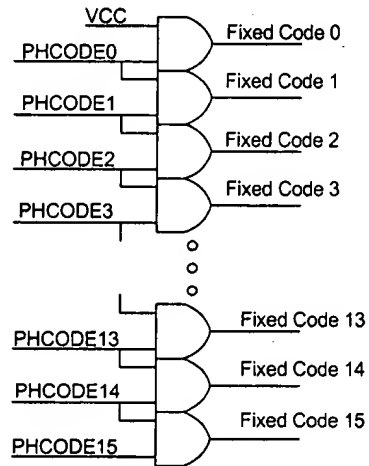 VCC
Fixed Code 0
PHCODE0
Fixed Code 1
PHCODE1
Fixed Code 2
PHCODE2
Fixed Code 3
PHCODE3
Fixed Code 13
PHCODE13
Fixed Code 14
PHCODE14
Fixed Code 15
PHCODE15